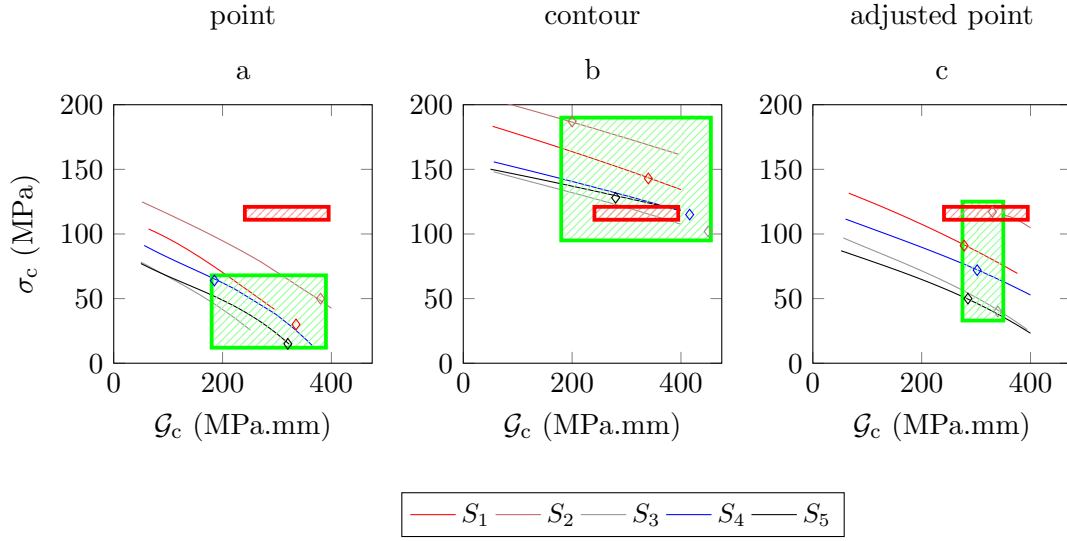 point contour adjusted point
a b c
200 200 200
150 150 150
100 100 100
50 50 50
0 0 0
0 200 400 0 200 400 0 200 400
σc (MPa)
𝒢c (MPa.mm) 𝒢c (MPa.mm) 𝒢c (MPa.mm)
S1 S2 S3 S4 S5